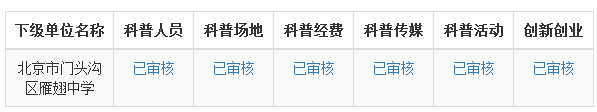 下级单位名称 科普人员 科普场地 科普经费 科普传媒 科普活动 创新创业
北京市门头沟区雁翅中学 已审核 已审核 已审核 已审核 已审核 已审核